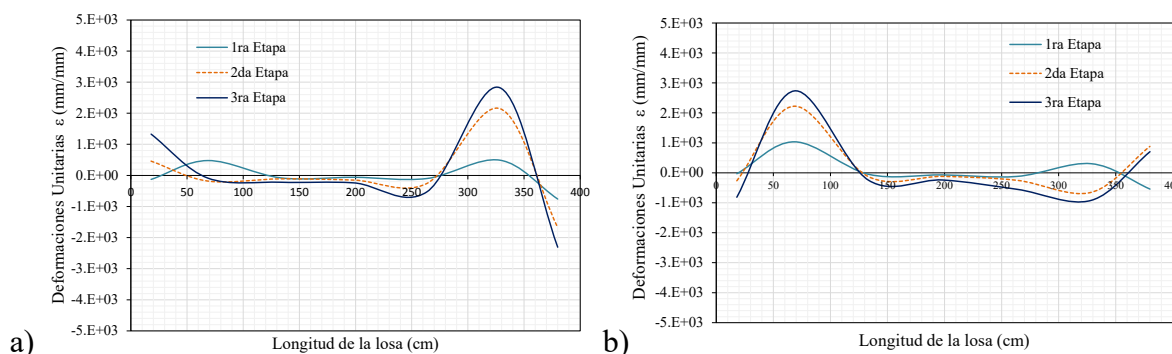 5.E+03
4.E+03
3.E+03
2.E+03
1.E+03
0.E+00
-1.E+03
-2.E+03
-3.E+03
-4.E+03
-5.E+03
Deformaciones Unitarias ε (mm/mm)
1ra Etapa
2da Etapa
3ra Etapa
0 50 100 150 200 250 300 350 400
Longitud de la losa (cm)
a)
5.E+03
4.E+03
3.E+03
2.E+03
1.E+03
0.E+00
-1.E+03
-2.E+03
-3.E+03
-4.E+03
-5.E+03
Deformaciones Unitarias ε (mm/mm)
1ra Etapa
2da Etapa
3ra Etapa
0 50 100 150 200 250 300 350
Longitud de la losa (cm)
b)